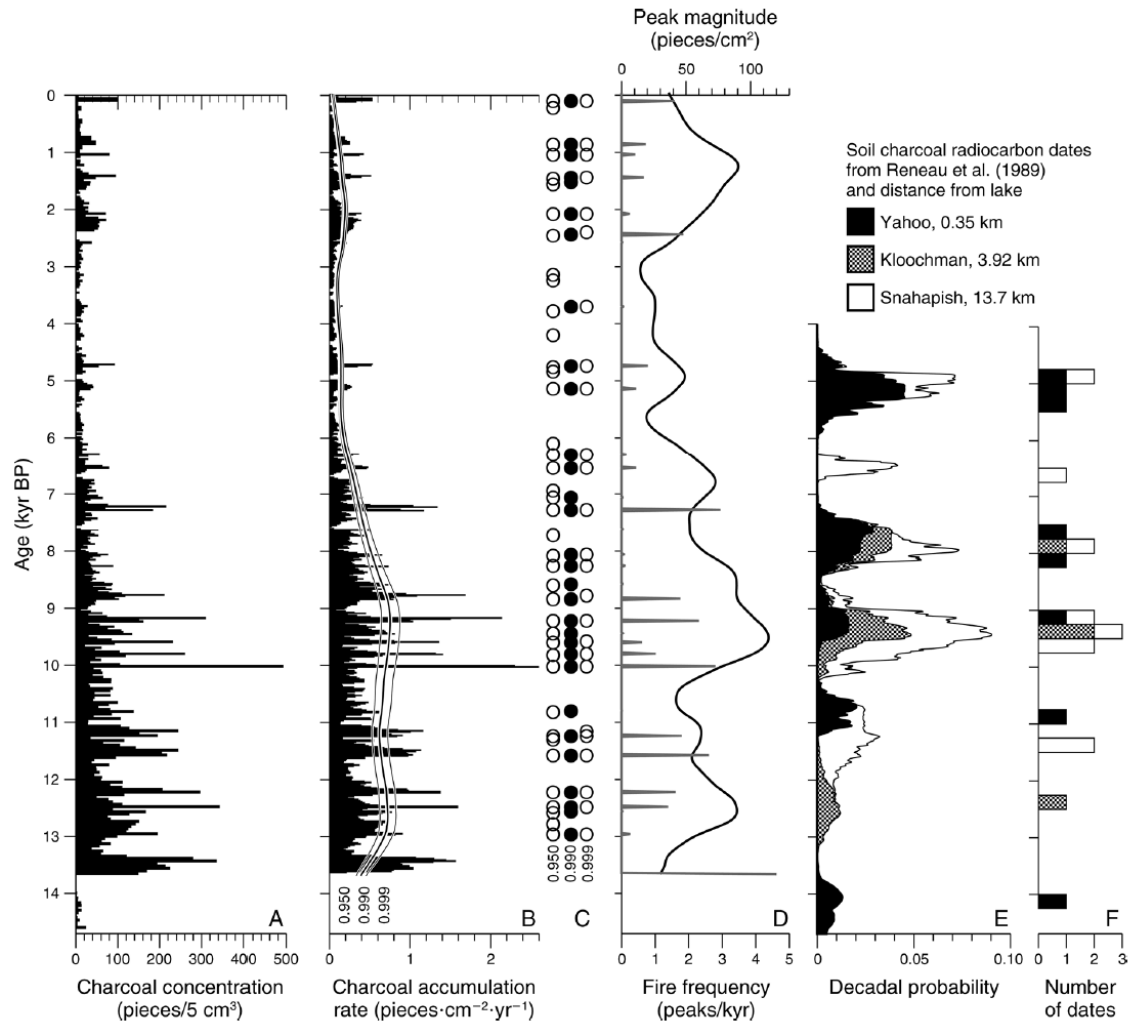 Peak magnitude
(pieces/cm²)
0 50 100
0
1
2
3
4
5
6
7
8
9
10
11
12
13
14
Age (kyr BP)
Soil charcoal radiocarbon dates
from Reneau et al. (1989)
and distance from lake
Yahoo, 0.35 km
Kloochman, 3.92 km
Snahapish, 13.7 km
0.950
0.990
0.999
0.950
0.990
0.999
A B C D E F
0 100 200 300 400 500
0 1 2
0 1 2 3 4 5
0 0.05 0.10
0 1 2 3
Charcoal concentration
(pieces/5 cm³)
Charcoal accumulation
rate (pieces·cm⁻²·yr⁻¹)
Fire frequency
(peaks/kyr)
Decadal probability
Number
of dates